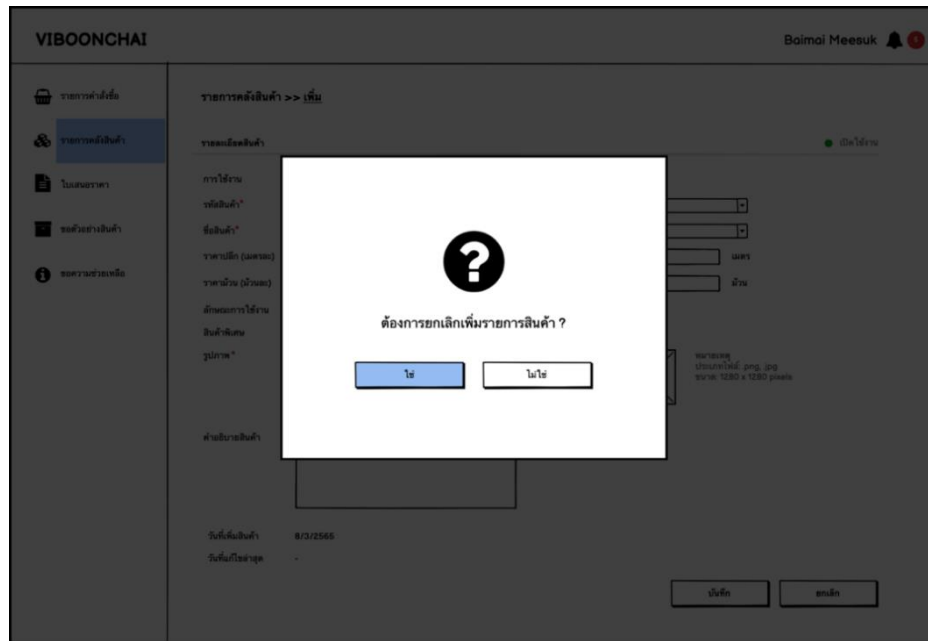 VIBOONCHAI
Baimai Meesuk
รายการคำสั่งซื้อ
รายการคลังสินค้า >> เพิ่ม
รายการคลังสินค้า
รายละเอียดสินค้า
เปิดใช้งาน
ใบเสนอราคา
การใช้งาน
รหัสสินค้า*
ขอตัวอย่างสินค้า
ชื่อสินค้า*
ราคาปลีก (เมตรละ)
เมตร
ขอความช่วยเหลือ
ราคาม้วน (ม้วนละ)
ม้วน
ลักษณะการใช้งาน
สินค้าพิเศษ
รูปภาพ*
ต้องการยกเลิกเพิ่มรายการสินค้า ?
ใช่
ไม่ใช่
หมายเหตุ
ประเภทไฟล์: png, jpg
ขนาด: 1280 x 1280 pixels
คำอธิบายสินค้า
วันที่เพิ่มสินค้า 8/3/2565
วันที่แก้ไขล่าสุด -
บันทึก
ยกเลิก